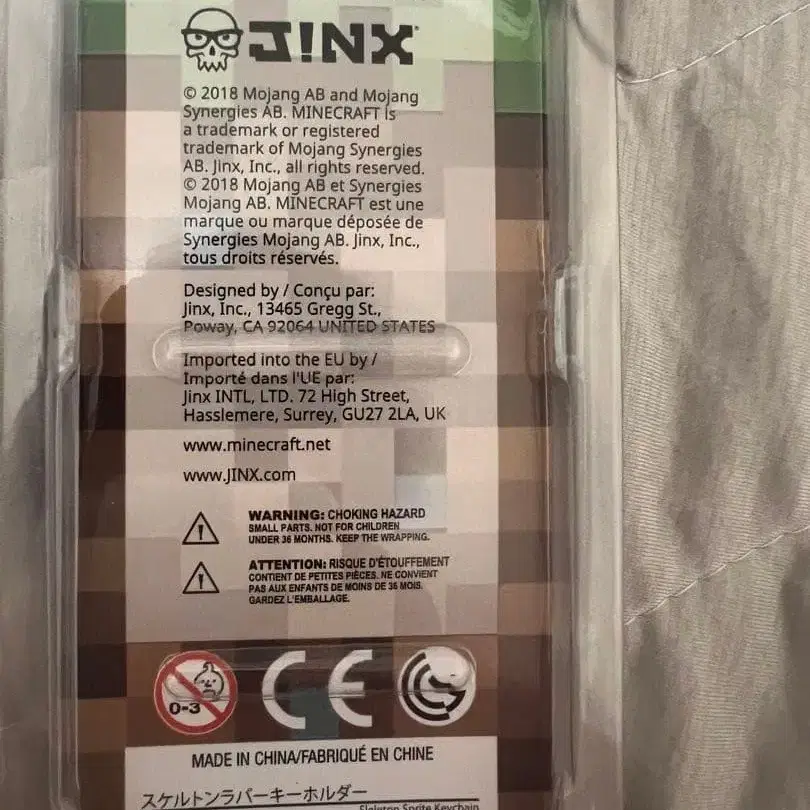 J!NX
© 2018 Mojang AB and Mojang
Synergies AB. MINECRAFT is
a trademark or registered
trademark of Mojang Synergies
AB. Jinx, Inc., all rights reserved.
© 2018 Mojang AB et Synergies
Mojang AB. MINECRAFT est une
marque ou marque déposée de
Synergies Mojang AB. Jinx, Inc.,
tous droits réservés.
Designed by / Conçu par:
Jinx, Inc., 13465 Gregg St.,
Poway, CA 92064 UNITED STATES
Imported into the EU by /
Importé dans l'UE par:
Jinx INTL, LTD. 72 High Street,
Hasslemere, Surrey, GU27 2LA, UK
www.minecraft.net
www.JINX.com
WARNING: CHOKING HAZARD
SMALL PARTS. NOT FOR CHILDREN
UNDER 36 MONTHS. KEEP THE WRAPPING.
ATTENTION: RISQUE D'ÉTOUFFEMENT
CONTIENT DE PETITES PIÈCES. NE CONVIENT
PAS AUX ENFANTS DE MOINS DE 36 MOIS.
GARDEZ L'EMBALLAGE.
0-3 CE
MADE IN CHINA/FABRIQUÉ EN CHINE
スケルトンラバーキーホルダー
Skeleton Sprite Keychain